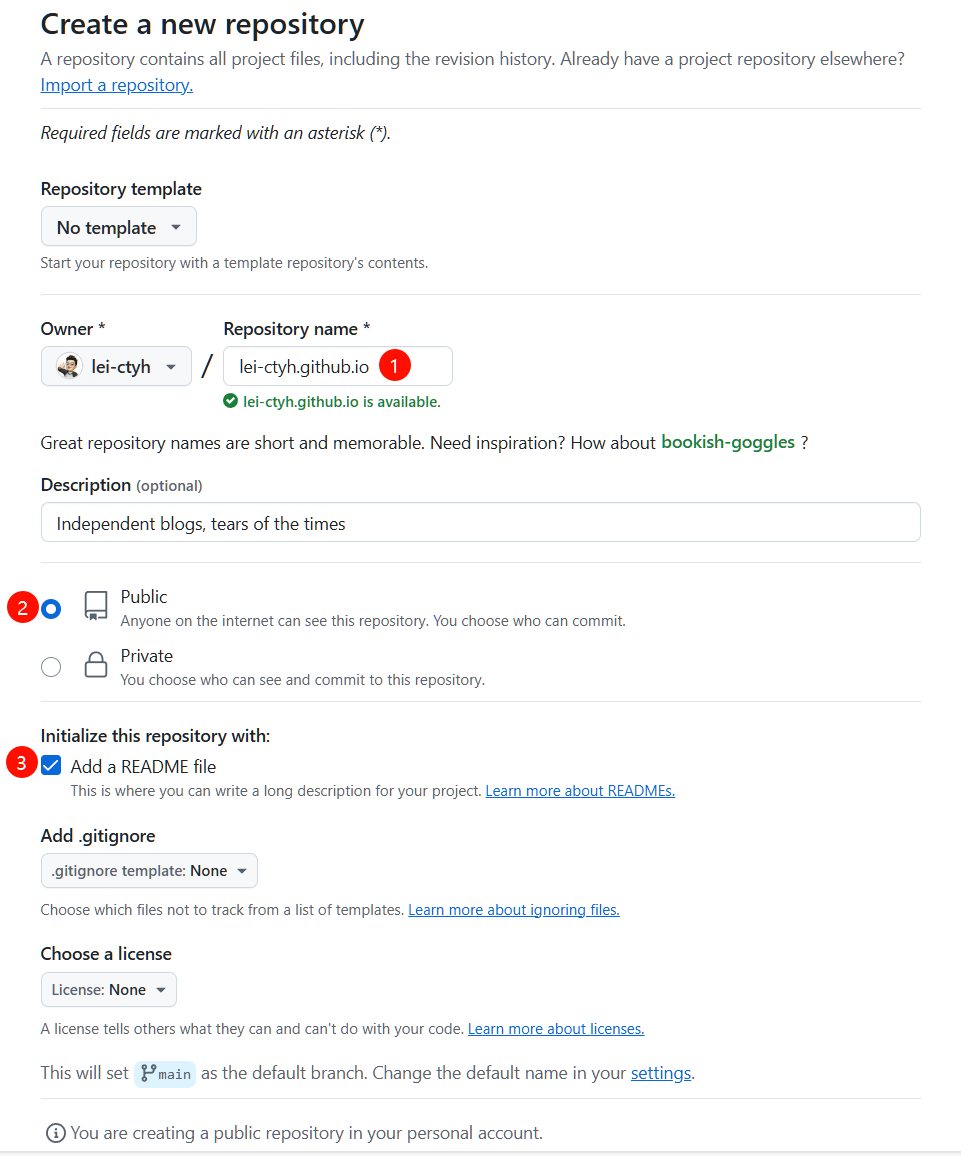 Create a new repository
A repository contains all project files, including the revision history. Already have a project repository elsewhere?
Import a repository.
Required fields are marked with an asterisk (*).
Repository template
No template
Start your repository with a template repository's contents.
Owner * Repository name *
lei-ctyh / lei-ctyh.github.io 1
lei-ctyh.github.io is available.
Great repository names are short and memorable. Need inspiration? How about bookish-goggles ?
Description (optional)
Independent blogs, tears of the times
2 Public
Anyone on the internet can see this repository. You choose who can commit.
Private
You choose who can see and commit to this repository.
Initialize this repository with:
3 Add a README file
This is where you can write a long description for your project. Learn more about READMEs.
Add .gitignore
.gitignore template: None
Choose which files not to track from a list of templates. Learn more about ignoring files.
Choose a license
License: None
A license tells others what they can and can't do with your code. Learn more about licenses.
This will set main as the default branch. Change the default name in your settings.
You are creating a public repository in your personal account.